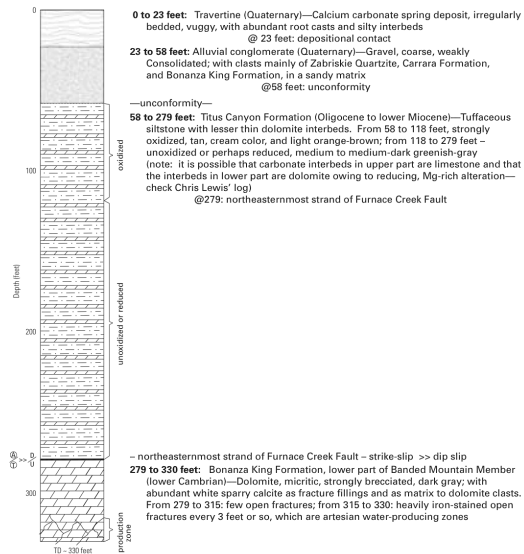 0
0 to 23 feet: Travertine (Quaternary)—Calcium carbonate spring deposit, irregularly
bedded, vuggy, with abundant root casts and silty interbeds
@ 23 feet: depositional contact
23 to 58 feet: Alluvial conglomerate (Quaternary)—Gravel, coarse, weakly
Consolidated; with clasts mainly of Zabriskie Quartzite, Carrara Formation,
and Bonanza King Formation, in a sandy matrix
@58 feet: unconformity
—unconformity—
58 to 279 feet: Titus Canyon Formation (Oligocene to lower Miocene)—Tuffaceous
siltstone with lesser thin dolomite interbeds. From 58 to 118 feet, strongly
oxidized, tan, cream color, and light orange-brown; from 118 to 279 feet –
unoxidized or perhaps reduced, medium to medium-dark greenish-gray
(note: it is possible that carbonate interbeds in upper part are limestone and that
the interbeds in lower part are dolomite owing to reducing, Mg-rich alteration—
check Chris Lewis' log)
@279: northeasternmost strand of Furnace Creek Fault
oxidized
100
Depth (feet)
200
unoxidized or reduced
– northeasternmost strand of Furnace Creek Fault – strike-slip >> dip slip
A >> D
T U
279 to 330 feet: Bonanza King Formation, lower part of Banded Mountain Member
(lower Cambrian)—Dolomite, micritic, strongly brecciated, dark gray; with
abundant white sparry calcite as fracture fillings and as matrix to dolomite clasts.
From 279 to 315: few open fractures; from 315 to 330: heavily iron-stained open
fractures every 3 feet or so, which are artesian water-producing zones
300
production
zone
TD – 330 feet